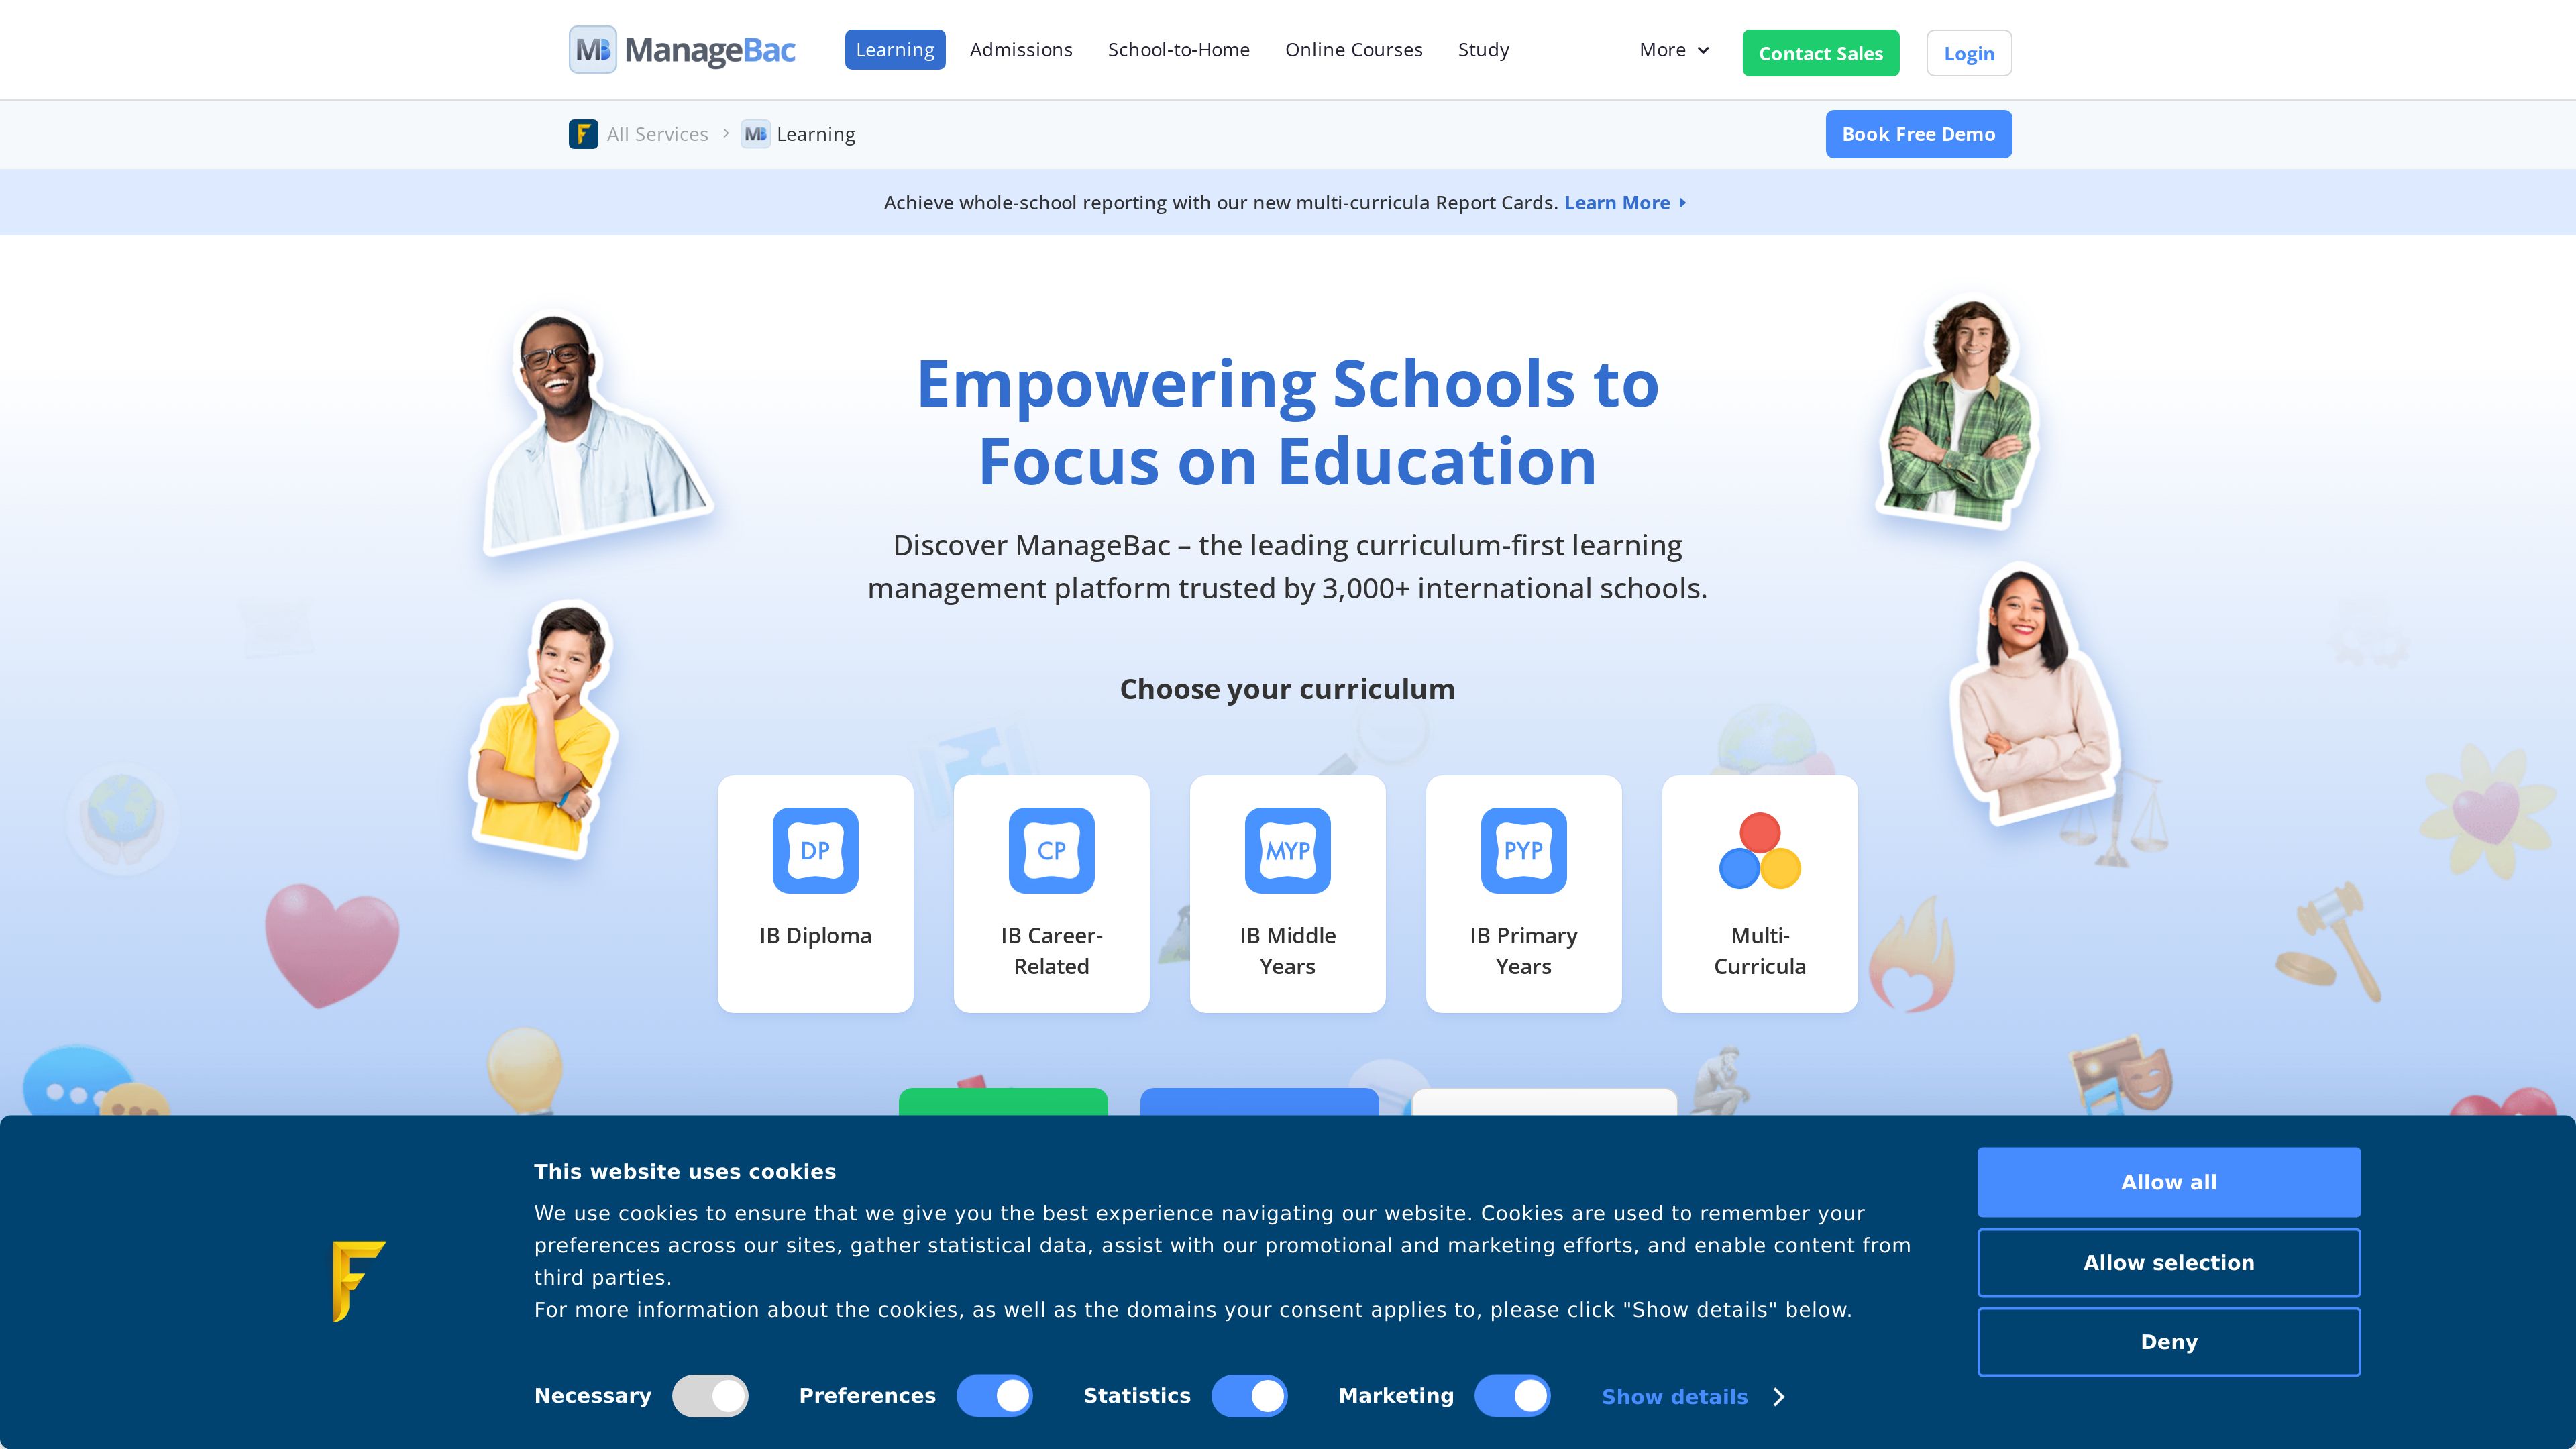 MB ManageBac
Learning
Admissions
School-to-Home
Online Courses
Study
More
Contact Sales
Login
All Services
MB Learning
Book Free Demo
Achieve whole-school reporting with our new multi-curricula Report Cards. Learn More
Empowering Schools to
Focus on Education
Discover ManageBac – the leading curriculum-first learning
management platform trusted by 3,000+ international schools.
Choose your curriculum
DP
IB Diploma
CP
IB Career-
Related
MYP
IB Middle
Years
PYP
IB Primary
Years
Multi-
Curricula
This website uses cookies
We use cookies to ensure that we give you the best experience navigating our website. Cookies are used to remember your
preferences across our sites, gather statistical data, assist with our promotional and marketing efforts, and enable content from
third parties.
For more information about the cookies, as well as the domains your consent applies to, please click "Show details" below.
Necessary
Preferences
Statistics
Marketing
Show details
Allow all
Allow selection
Deny